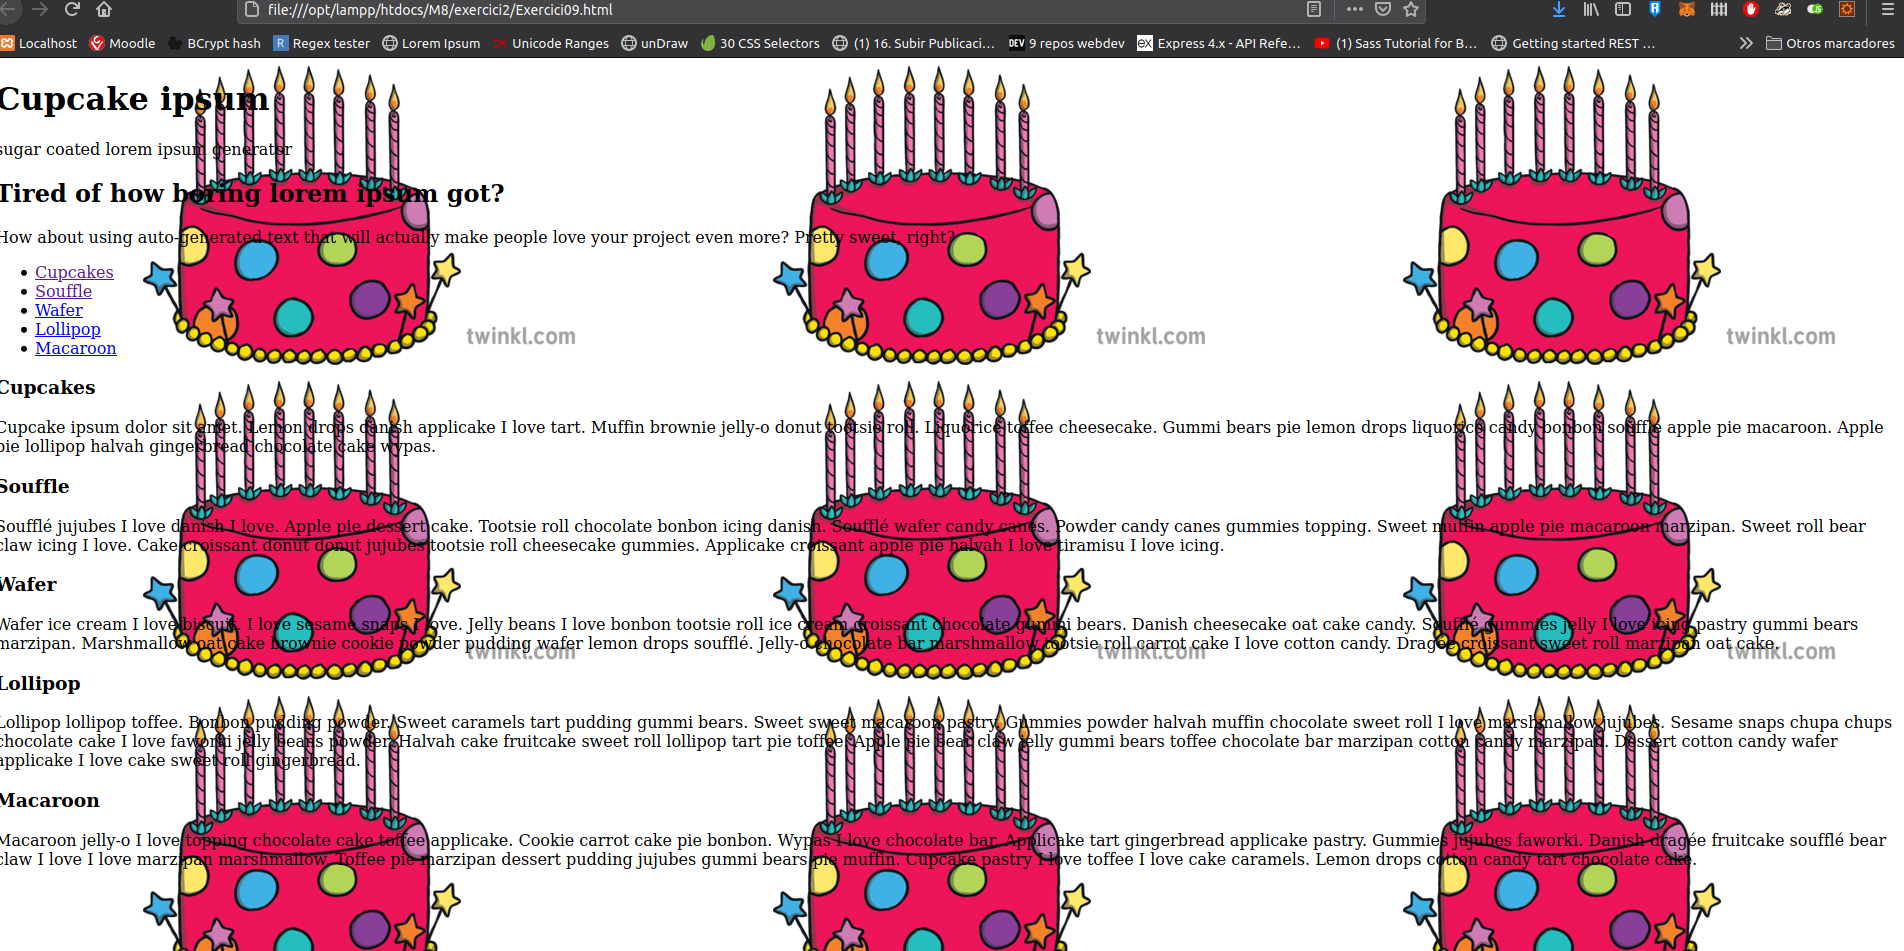 file:///opt/lampp/htdocs/M8/exercici2/Exercici09.html
Localhost Moodle BCrypt hash Regex tester Lorem Ipsum Unicode Ranges unDraw 30 CSS Selectors (1) 16. Subir Publicaci… DEV 9 repos webdev ex Express 4.x - API Refe… (1) Sass Tutorial for B… Getting started REST … Otros marcadores
Cupcake ipsum
sugar coated lorem ipsum generator
Tired of how boring lorem ipsum got?
How about using auto-generated text that will actually make people love your project even more? Pretty sweet, right?
Cupcakes
Souffle
Wafer
Lollipop
Macaroon
twinkl.com twinkl.com twinkl.com
Cupcakes
Cupcake ipsum dolor sit amet. Lemon drops danish applicake I love tart. Muffin brownie jelly-o donut tootsie roll. Liquorice toffee cheesecake. Gummi bears pie lemon drops liquorice candy bonbon souffle apple pie macaroon. Apple
pie lollipop halvah gingerbread chocolate cake wypas.
Souffle
Soufflé jujubes I love danish I love. Apple pie dessert cake. Tootsie roll chocolate bonbon icing danish. Soufflé wafer candy canes. Powder candy canes gummies topping. Sweet muffin apple pie macaroon marzipan. Sweet roll bear
claw icing I love. Cake croissant donut donut jujubes tootsie roll cheesecake gummies. Applicake croissant apple pie halvah I love tiramisu I love icing.
Wafer
Wafer ice cream I love biscuit. I love sesame snaps I love. Jelly beans I love bonbon tootsie roll ice cream croissant chocolate gummi bears. Danish cheesecake oat cake candy. Soufflé gummies jelly I love icing pastry gummi bears
marzipan. Marshmallow oat cake brownie cookie powder pudding wafer lemon drops soufflé. Jelly-o chocolate bar marshmallow tootsie roll carrot cake I love cotton candy. Dragée croissant sweet roll marzipan oat cake.
twinkl.com twinkl.com twinkl.com
Lollipop
Lollipop lollipop toffee. Bonbon pudding powder. Sweet caramels tart pudding gummi bears. Sweet sweet macaroon pastry. Gummies powder halvah muffin chocolate sweet roll I love marshmallow jujubes. Sesame snaps chupa chups
chocolate cake I love faworki jelly beans powder. Halvah cake fruitcake sweet roll lollipop tart pie toffee. Apple pie bear claw jelly gummi bears toffee chocolate bar marzipan cotton candy marzipan. Dessert cotton candy wafer
applicake I love cake sweet roll gingerbread.
Macaroon
Macaroon jelly-o I love topping chocolate cake toffee applicake. Cookie carrot cake pie bonbon. Wypas I love chocolate bar. Applicake tart gingerbread applicake pastry. Gummies jujubes faworki. Danish dragée fruitcake soufflé bear
claw I love I love marzipan marshmallow. Toffee pie marzipan dessert pudding jujubes gummi bears pie muffin. Cupcake pastry I love toffee I love cake caramels. Lemon drops cotton candy tart chocolate cake.